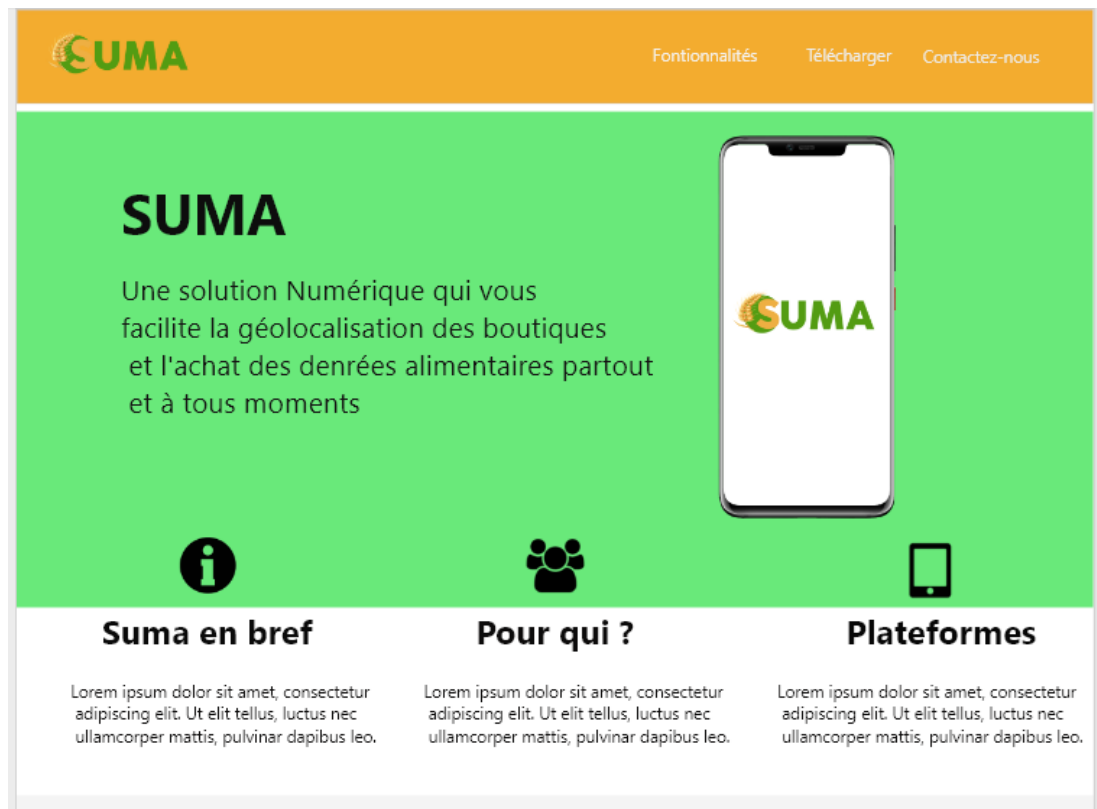 SUMA
Fontionnalités Télécharger Contactez-nous
SUMA
Une solution Numérique qui vous
facilite la géolocalisation des boutiques
et l'achat des denrées alimentaires partout
et à tous moments
SUMA
Suma en bref
Lorem ipsum dolor sit amet, consectetur
adipiscing elit. Ut elit tellus, luctus nec
ullamcorper mattis, pulvinar dapibus leo.
Pour qui ?
Lorem ipsum dolor sit amet, consectetur
adipiscing elit. Ut elit tellus, luctus nec
ullamcorper mattis, pulvinar dapibus leo.
Plateformes
Lorem ipsum dolor sit amet, consectetur
adipiscing elit. Ut elit tellus, luctus nec
ullamcorper mattis, pulvinar dapibus leo.